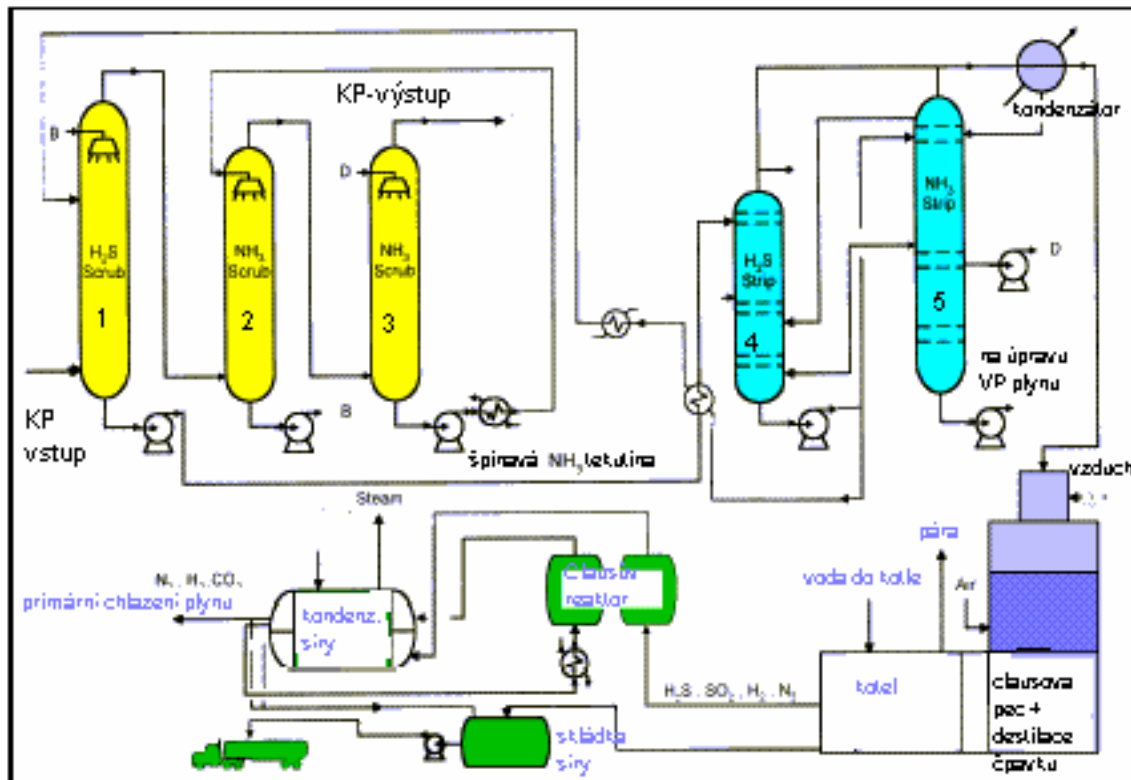 KP-výstup
kondenzátor
B
D
H₂S
Scrub
1
NH₃
Scrub
2
NH₃
Scrub
3
H₂S
Strip
4
NH₃
Strip
5
D
na úpravu
VP plynu
KP
vstup
B
špinavá NH₃ tekutina
Steam
vzduch
pára
voda do kotle
Air
N₂, H₂, CO₂
primární chlazení plynu
kondenz.
síry
Clausův
reaktor
H₂S, SO₂, H₂, N₂
kotel
clausova
pec +
destilace
čpavku
skládka
síry